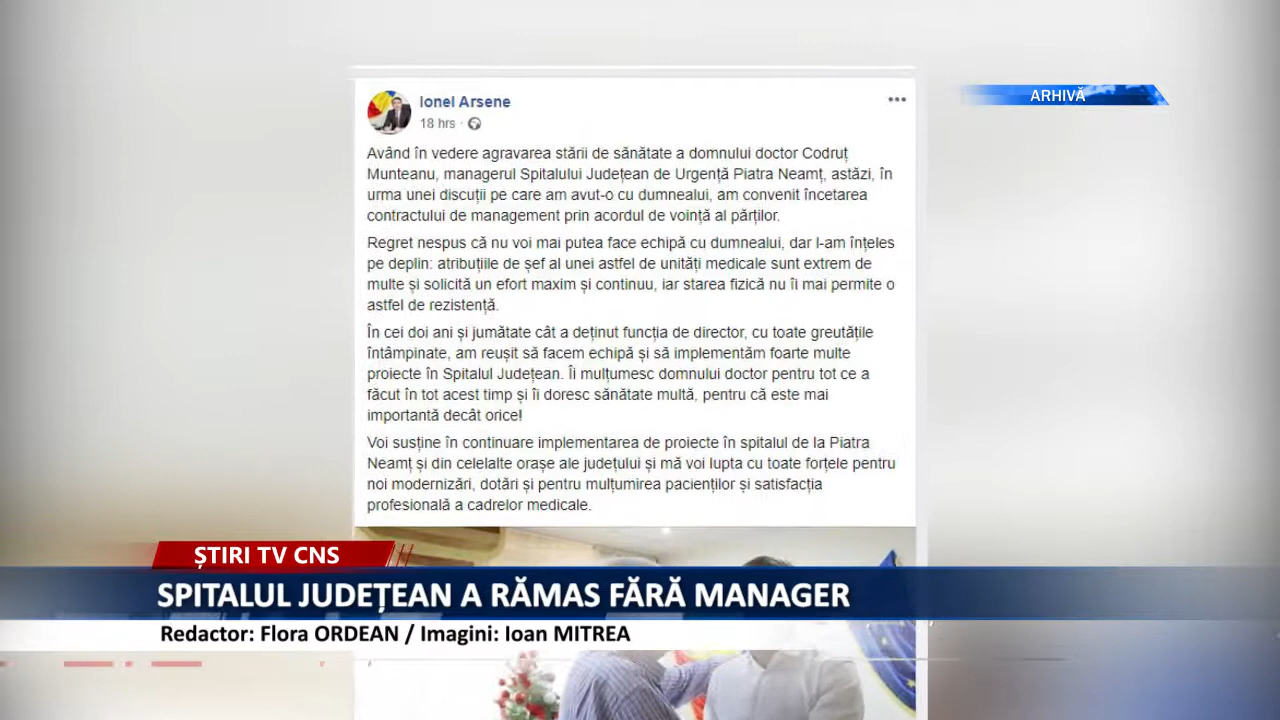 ARHIVĂ
Ionel Arsene
18 hrs ·
Având în vedere agravarea stării de sănătate a domnului doctor Codruț
Munteanu, managerul Spitalului Județean de Urgență Piatra Neamț, astăzi, în
urma unei discuții pe care am avut-o cu dumnealui, am convenit încetarea
contractului de management prin acordul de voință al părților.
Regret nespus că nu voi mai putea face echipă cu dumnealui, dar l-am înțeles
pe deplin: atribuțiile de șef al unei astfel de unități medicale sunt extrem de
multe și solicită un efort maxim și continuu, iar starea fizică nu îi mai permite o
astfel de rezistență.
În cei doi ani și jumătate cât a deținut funcția de director, cu toate greutățile
întâmpinate, am reușit să facem echipă și să implementăm foarte multe
proiecte în Spitalul Județean. Îi mulțumesc domnului doctor pentru tot ce a
făcut în tot acest timp și îi doresc sănătate multă, pentru că este mai
importantă decât orice!
Voi susține în continuare implementarea de proiecte în spitalul de la Piatra
Neamț și din celelalte orașe ale județului și mă voi lupta cu toate forțele pentru
noi modernizări, dotări și pentru mulțumirea pacienților și satisfacția
profesională a cadrelor medicale.
ȘTIRI TV CNS
SPITALUL JUDEȚEAN A RĂMAS FĂRĂ MANAGER
Redactor: Flora ORDEAN / Imagini: Ioan MITREA